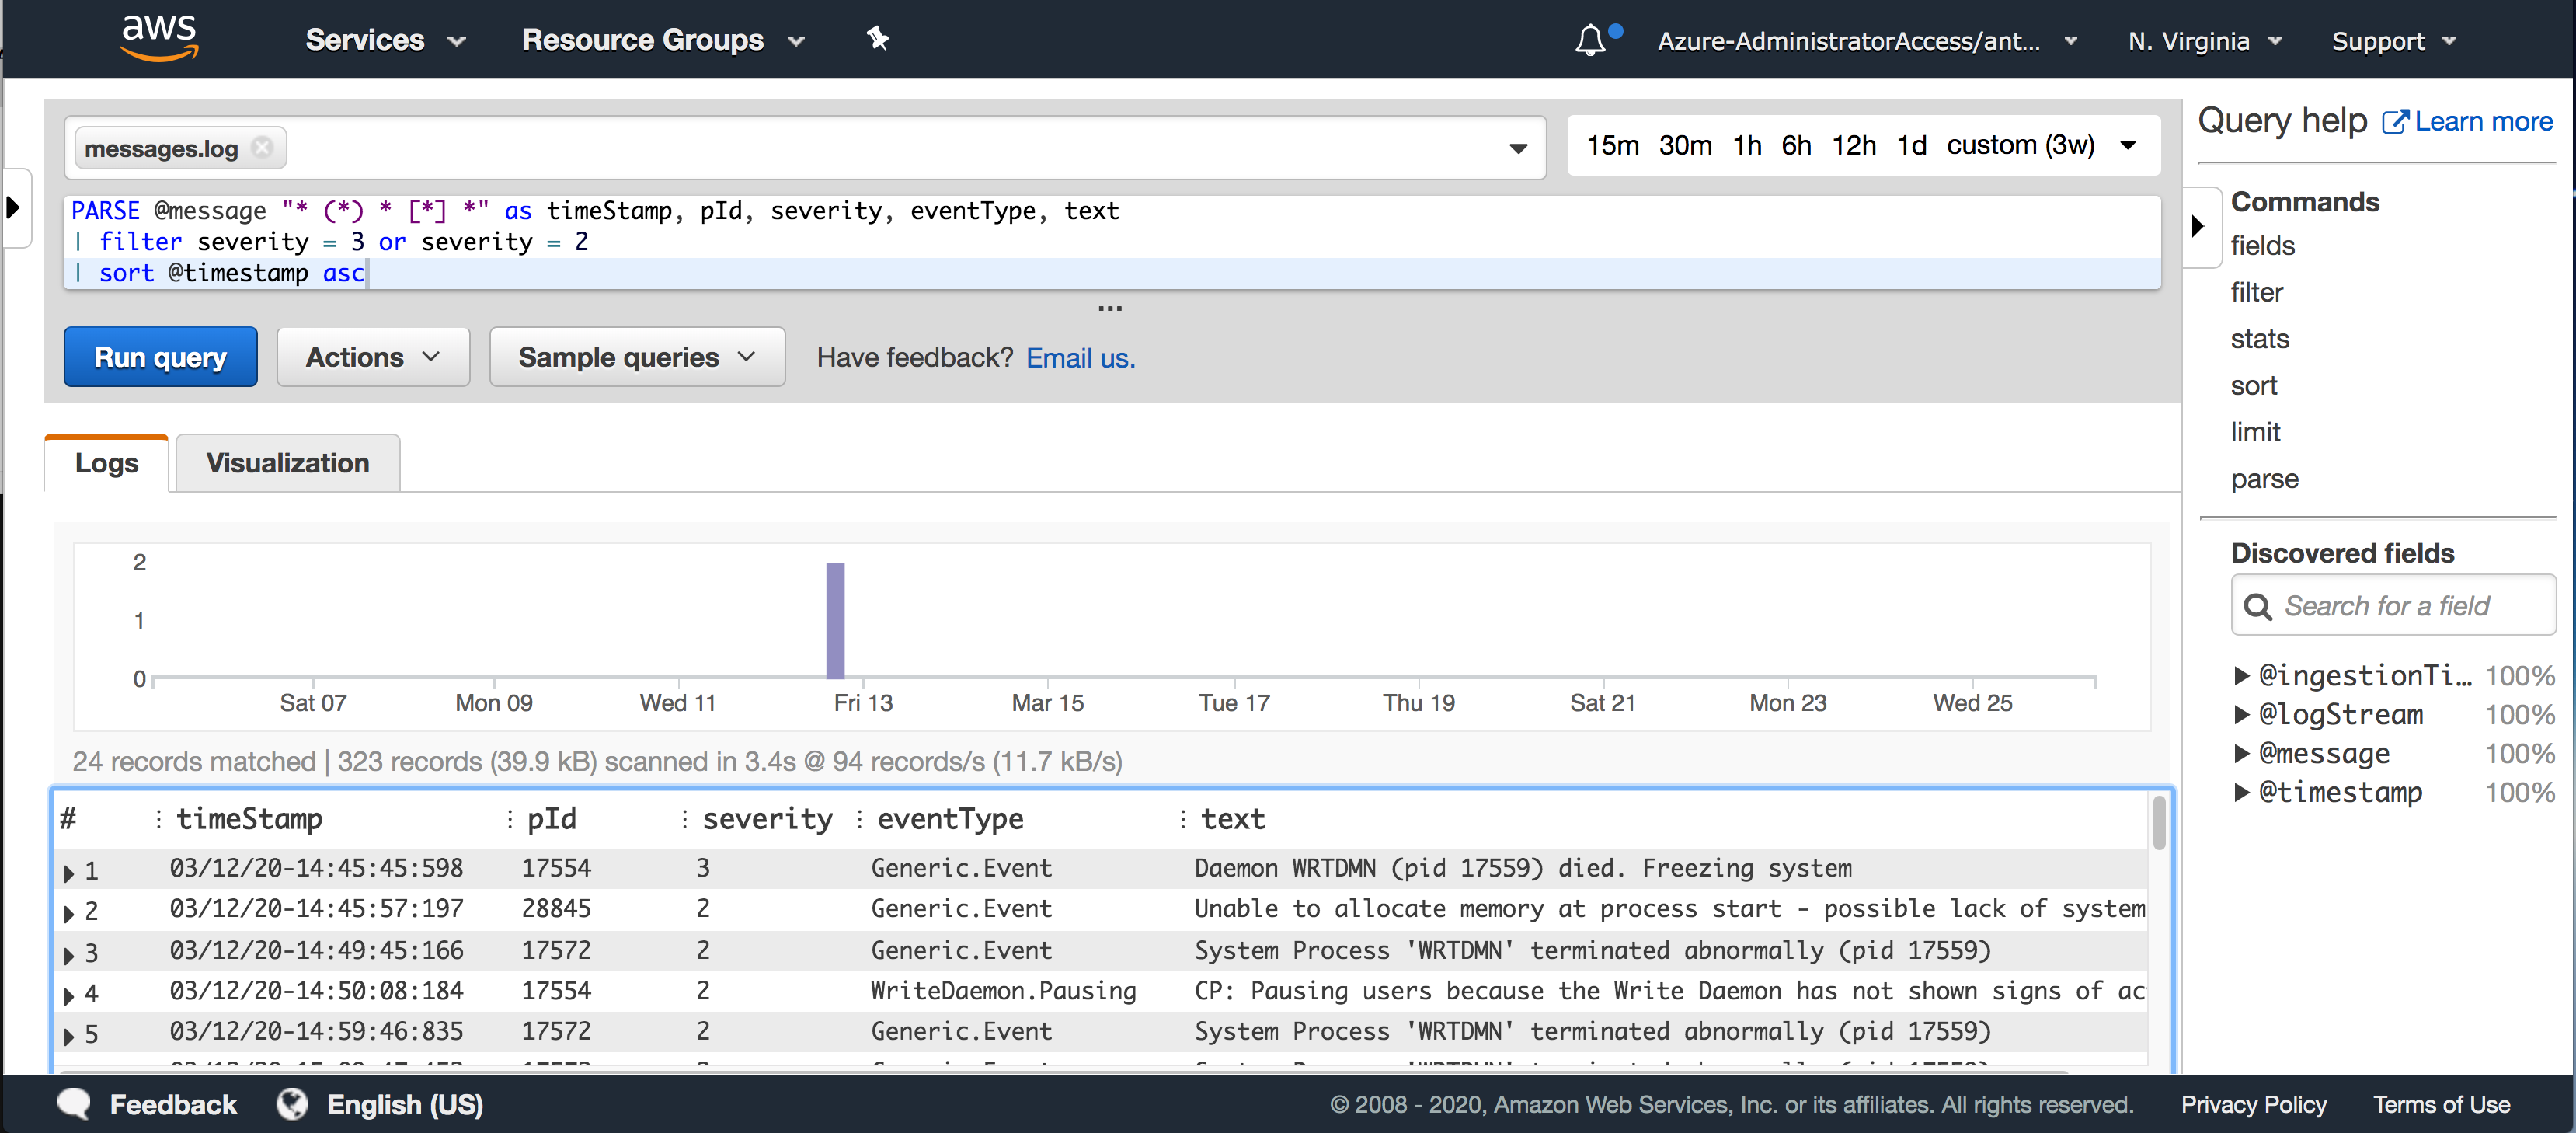 aws Services Resource Groups Azure-AdministratorAccess/ant... N. Virginia Support
messages.log
15m 30m 1h 6h 12h 1d custom (3w)
PARSE @message "* (*) * [*] *" as timeStamp, pId, severity, eventType, text
| filter severity = 3 or severity = 2
| sort @timestamp asc
...
Run query Actions Sample queries Have feedback? Email us.
Logs Visualization
2
1
0
Sat 07 Mon 09 Wed 11 Fri 13 Mar 15 Tue 17 Thu 19 Sat 21 Mon 23 Wed 25
24 records matched | 323 records (39.9 kB) scanned in 3.4s @ 94 records/s (11.7 kB/s)
# timeStamp pId severity eventType text
1 03/12/20-14:45:45:598 17554 3 Generic.Event Daemon WRTDMN (pid 17559) died. Freezing system
2 03/12/20-14:45:57:197 28845 2 Generic.Event Unable to allocate memory at process start - possible lack of system
3 03/12/20-14:49:45:166 17572 2 Generic.Event System Process 'WRTDMN' terminated abnormally (pid 17559)
4 03/12/20-14:50:08:184 17554 2 WriteDaemon.Pausing CP: Pausing users because the Write Daemon has not shown signs of ac
5 03/12/20-14:59:46:835 17572 2 Generic.Event System Process 'WRTDMN' terminated abnormally (pid 17559)
Query help Learn more
Commands
fields
filter
stats
sort
limit
parse
Discovered fields
Search for a field
@ingestionTi... 100%
@logStream 100%
@message 100%
@timestamp 100%
Feedback English (US) © 2008 - 2020, Amazon Web Services, Inc. or its affiliates. All rights reserved. Privacy Policy Terms of Use